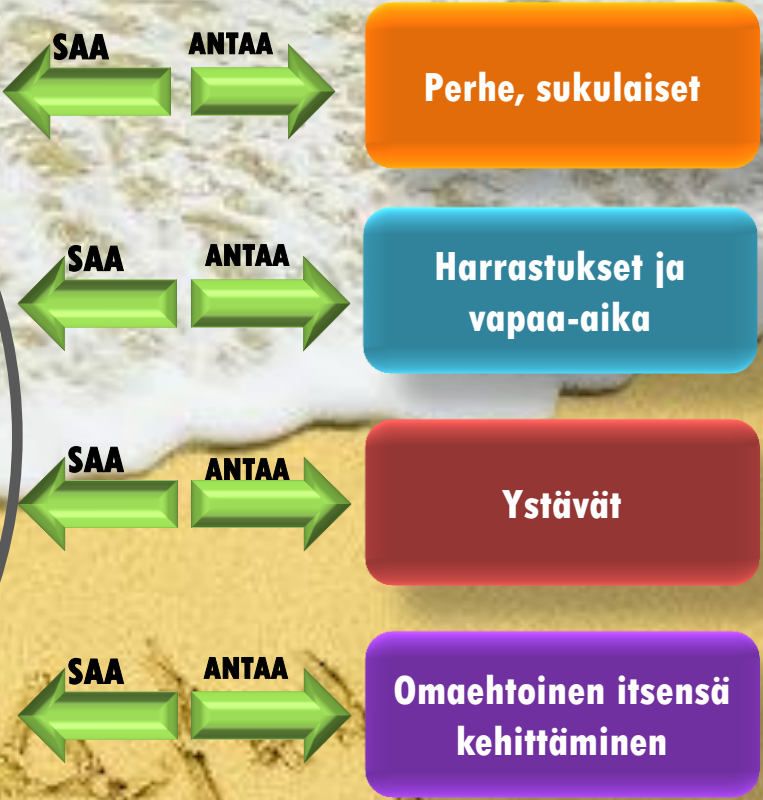 SAA ANTAA
Perhe, sukulaiset
SAA ANTAA
Harrastukset ja
vapaa-aika
SAA ANTAA
Ystävät
SAA ANTAA
Omaehtoinen itsensä
kehittäminen